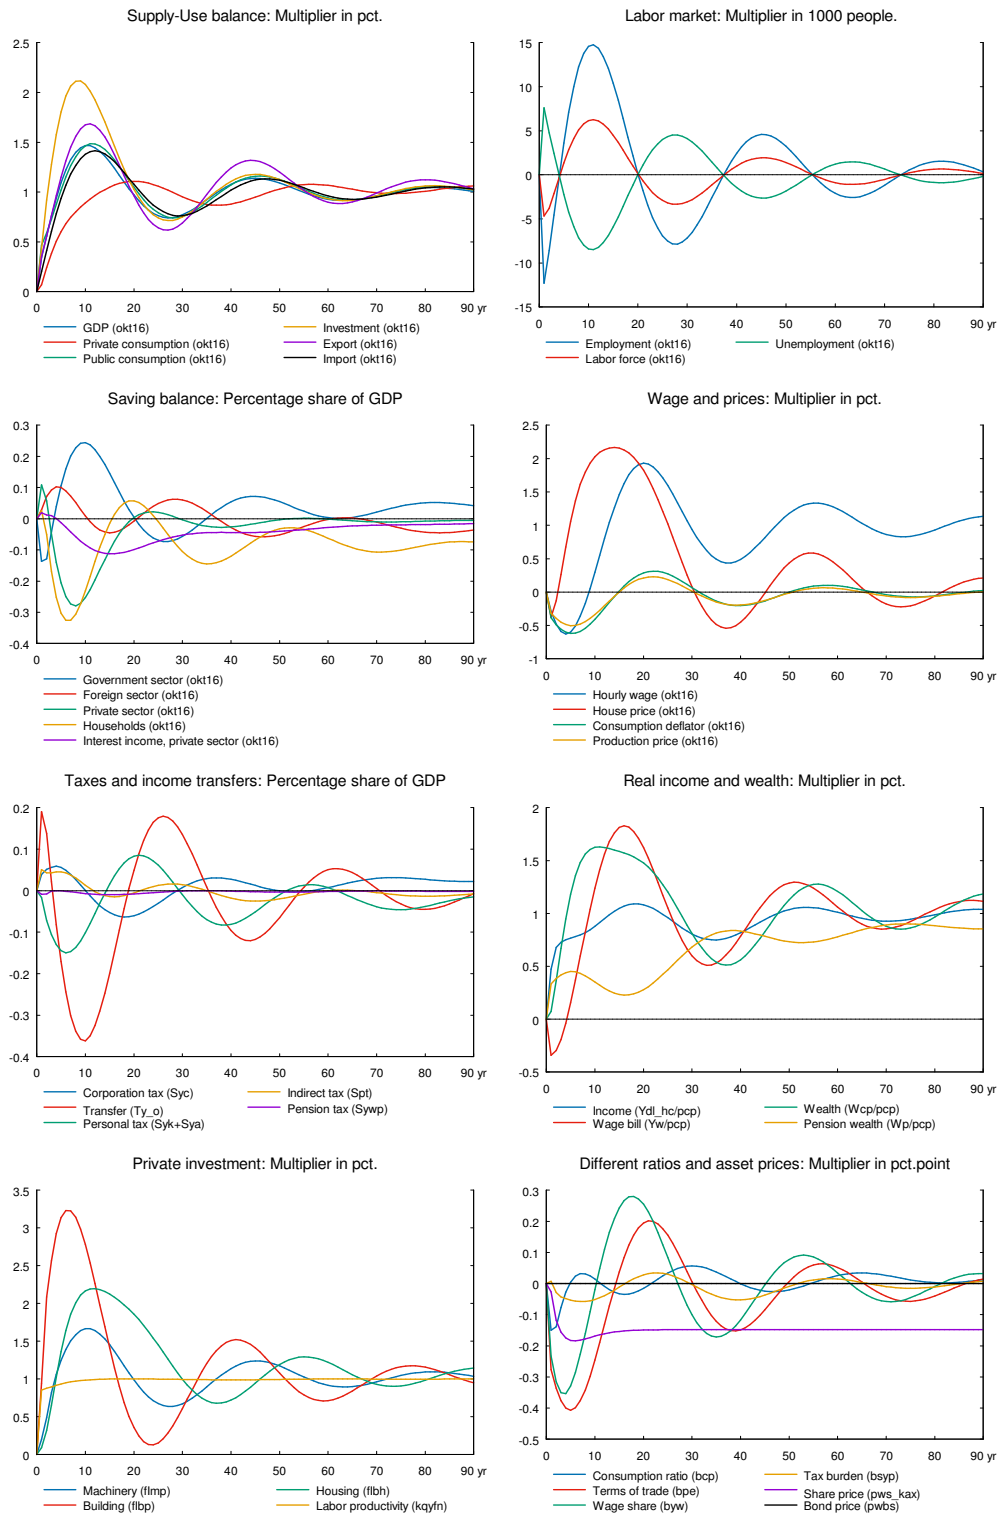 Supply-Use balance: Multiplier in pct.
2.5
2
1.5
1
0.5
0
0 10 20 30 40 50 60 70 80 90 yr
GDP (okt16)
Private consumption (okt16)
Public consumption (okt16)
Investment (okt16)
Export (okt16)
Import (okt16)
Labor market: Multiplier in 1000 people.
15
10
5
0
-5
-10
-15
0 10 20 30 40 50 60 70 80 90 yr
Employment (okt16)
Labor force (okt16)
Unemployment (okt16)
Saving balance: Percentage share of GDP
0.3
0.2
0.1
0
-0.1
-0.2
-0.3
-0.4
0 10 20 30 40 50 60 70 80 90 yr
Government sector (okt16)
Foreign sector (okt16)
Private sector (okt16)
Households (okt16)
Interest income, private sector (okt16)
Wage and prices: Multiplier in pct.
2.5
2
1.5
1
0.5
0
-0.5
-1
0 10 20 30 40 50 60 70 80 90 yr
Hourly wage (okt16)
House price (okt16)
Consumption deflator (okt16)
Production price (okt16)
Taxes and income transfers: Percentage share of GDP
0.2
0.1
0
-0.1
-0.2
-0.3
-0.4
0 10 20 30 40 50 60 70 80 90 yr
Corporation tax (Syc)
Transfer (Ty_o)
Personal tax (Syk+Sya)
Indirect tax (Spt)
Pension tax (Sywp)
Real income and wealth: Multiplier in pct.
2
1.5
1
0.5
0
-0.5
0 10 20 30 40 50 60 70 80 90 yr
Income (Ydl_hc/pcp)
Wage bill (Yw/pcp)
Wealth (Wcp/pcp)
Pension wealth (Wp/pcp)
Private investment: Multiplier in pct.
3.5
3
2.5
2
1.5
1
0.5
0
0 10 20 30 40 50 60 70 80 90 yr
Machinery (fImp)
Building (fIbp)
Housing (fIbh)
Labor productivity (kqyfn)
Different ratios and asset prices: Multiplier in pct.point
0.3
0.2
0.1
0
-0.1
-0.2
-0.3
-0.4
-0.5
0 10 20 30 40 50 60 70 80 90 yr
Consumption ratio (bcp)
Terms of trade (bpe)
Wage share (byw)
Tax burden (bsyp)
Share price (pws_kax)
Bond price (pwbs)